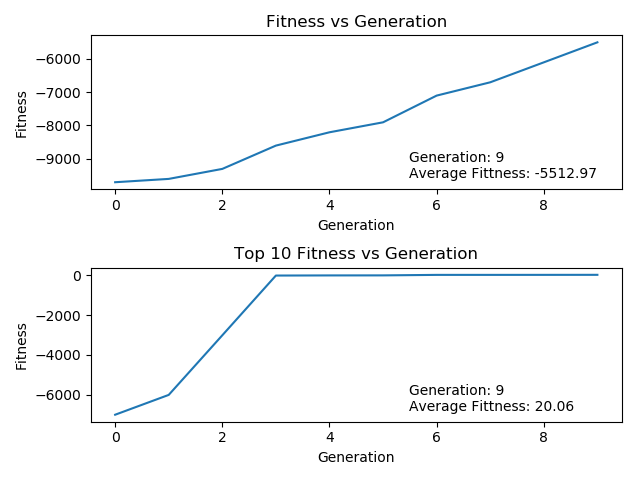 Fitness vs Generation
Fitness
−6000
−7000
−8000
−9000
Generation: 9
Average Fittness: -5512.97
0 2 4 6 8
Generation
Top 10 Fitness vs Generation
Fitness
0
−2000
−4000
−6000
Generation: 9
Average Fittness: 20.06
0 2 4 6 8
Generation